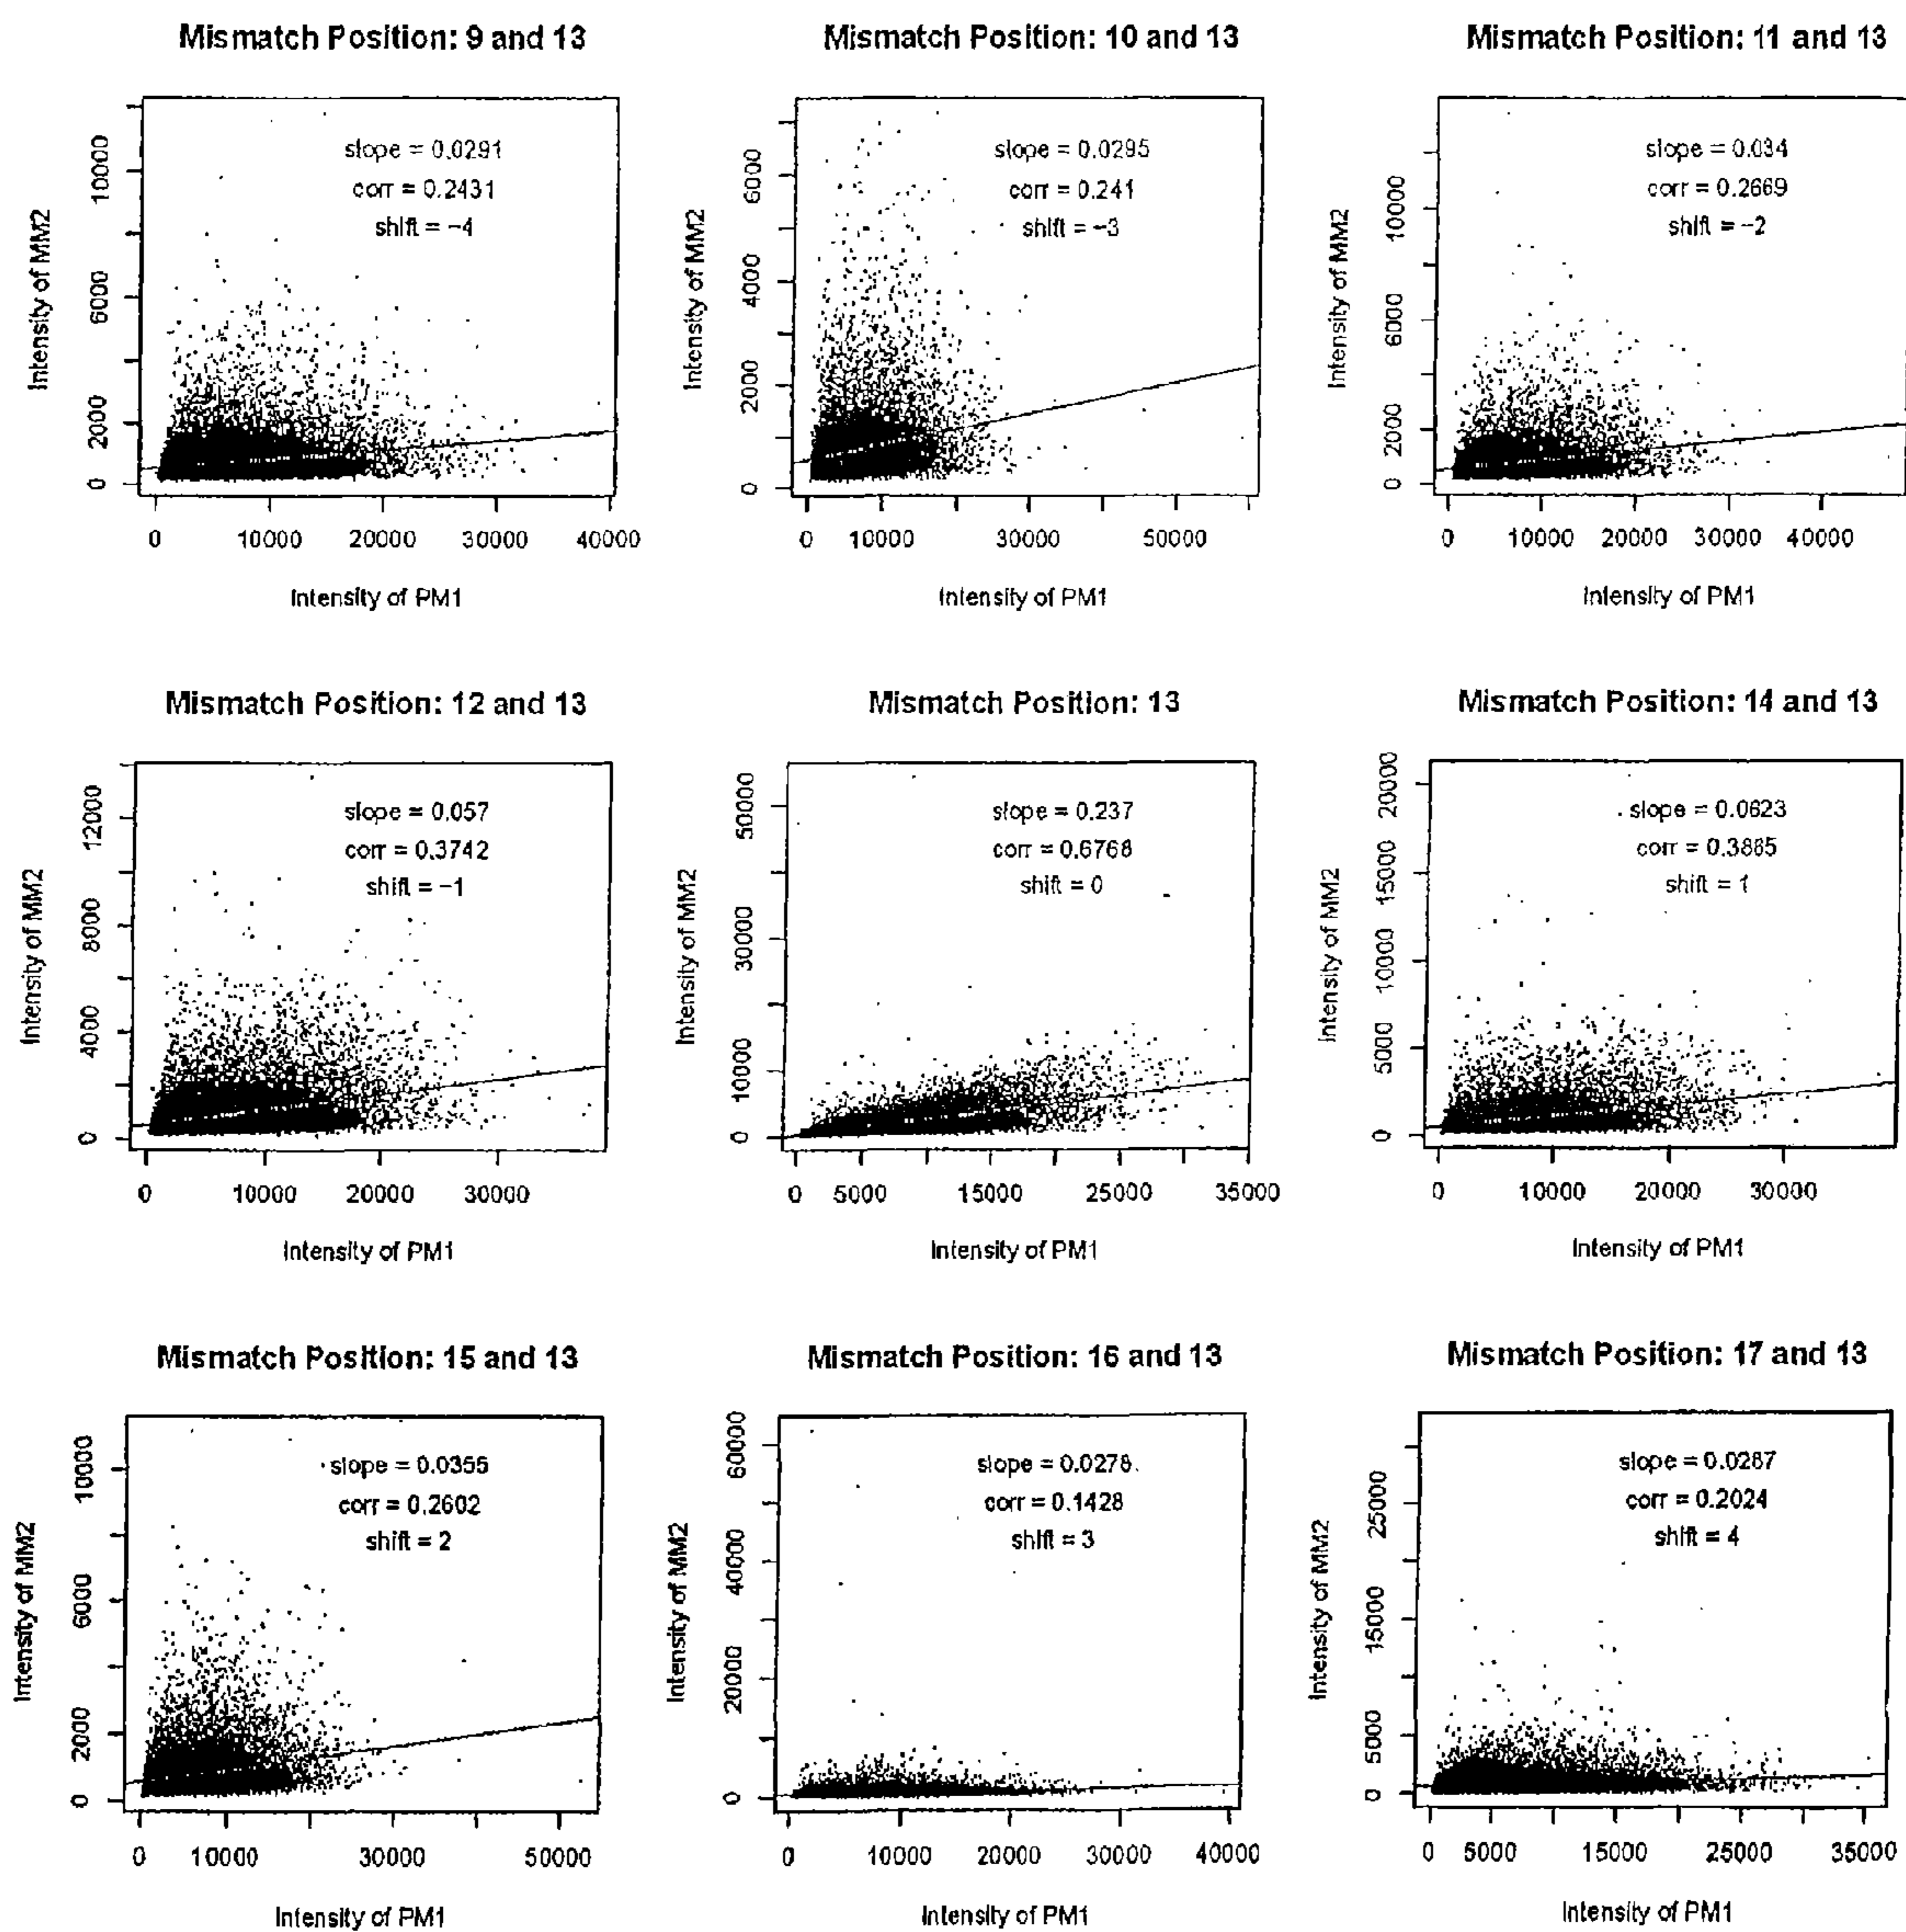 Mismatch Position: 9 and 13
slope = 0.0291
corr = 0.2431
shift = −4
Intensity of MM2
0 2000 6000 10000
0 10000 20000 30000 40000
Intensity of PM1
Mismatch Position: 10 and 13
slope = 0.0295
corr = 0.241
shift = −3
Intensity of MM2
0 2000 4000 6000
0 10000 30000 50000
Intensity of PM1
Mismatch Position: 11 and 13
slope = 0.034
corr = 0.2669
shift = −2
Intensity of MM2
0 2000 6000 10000
0 10000 20000 30000 40000
Intensity of PM1
Mismatch Position: 12 and 13
slope = 0.057
corr = 0.3742
shift = −1
Intensity of MM2
0 4000 8000 12000
0 10000 20000 30000
Intensity of PM1
Mismatch Position: 13
slope = 0.237
corr = 0.6768
shift = 0
Intensity of MM2
0 10000 30000 50000
0 5000 15000 25000 35000
Intensity of PM1
Mismatch Position: 14 and 13
slope = 0.0623
corr = 0.3885
shift = 1
Intensity of MM2
0 5000 10000 15000 20000
0 10000 20000 30000
Intensity of PM1
Mismatch Position: 15 and 13
slope = 0.0355
corr = 0.2602
shift = 2
Intensity of MM2
0 2000 6000 10000
0 10000 30000 50000
Intensity of PM1
Mismatch Position: 16 and 13
slope = 0.0278
corr = 0.1428
shift = 3
Intensity of MM2
0 20000 40000 60000
0 10000 20000 30000 40000
Intensity of PM1
Mismatch Position: 17 and 13
slope = 0.0287
corr = 0.2024
shift = 4
Intensity of MM2
0 5000 15000 25000
0 5000 15000 25000 35000
Intensity of PM1